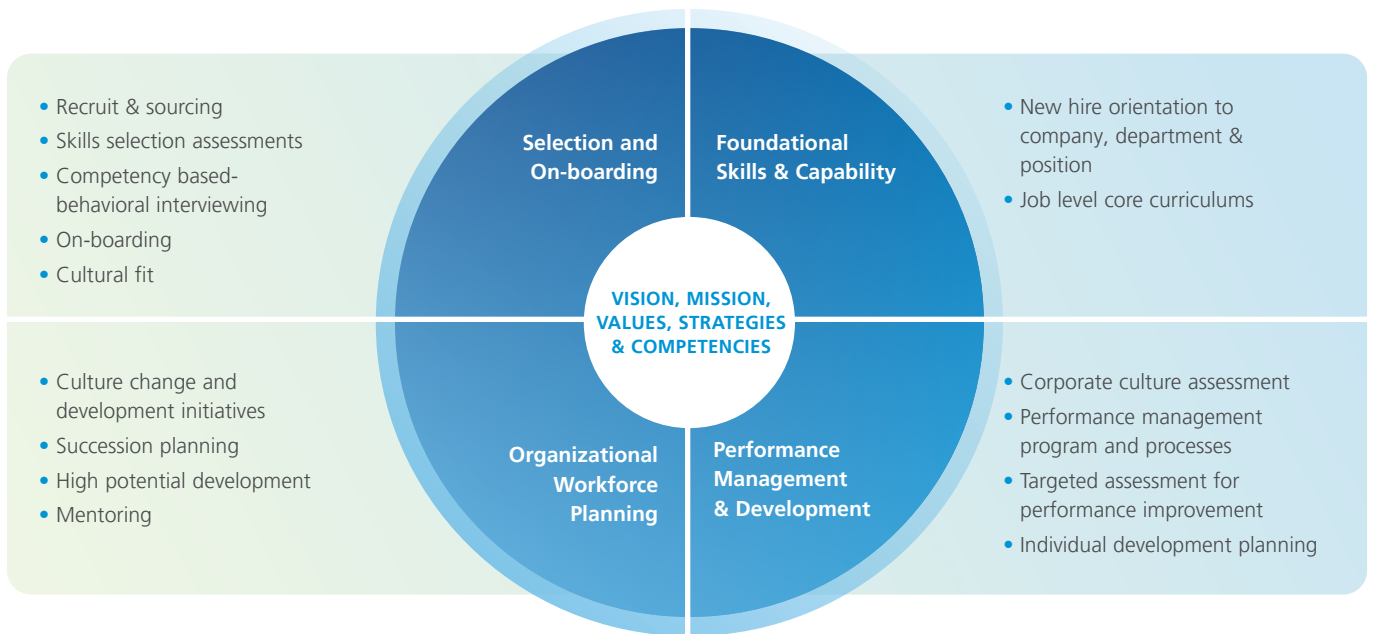 • Recruit & sourcing
• Skills selection assessments
• Competency based-
behavioral interviewing
• On-boarding
• Cultural fit
Selection and
On-boarding
Foundational
Skills & Capability
• New hire orientation to
company, department &
position
• Job level core curriculums
VISION, MISSION,
VALUES, STRATEGIES
& COMPETENCIES
• Culture change and
development initiatives
• Succession planning
• High potential development
• Mentoring
Organizational
Workforce
Planning
Performance
Management
& Development
• Corporate culture assessment
• Performance management
program and processes
• Targeted assessment for
performance improvement
• Individual development planning